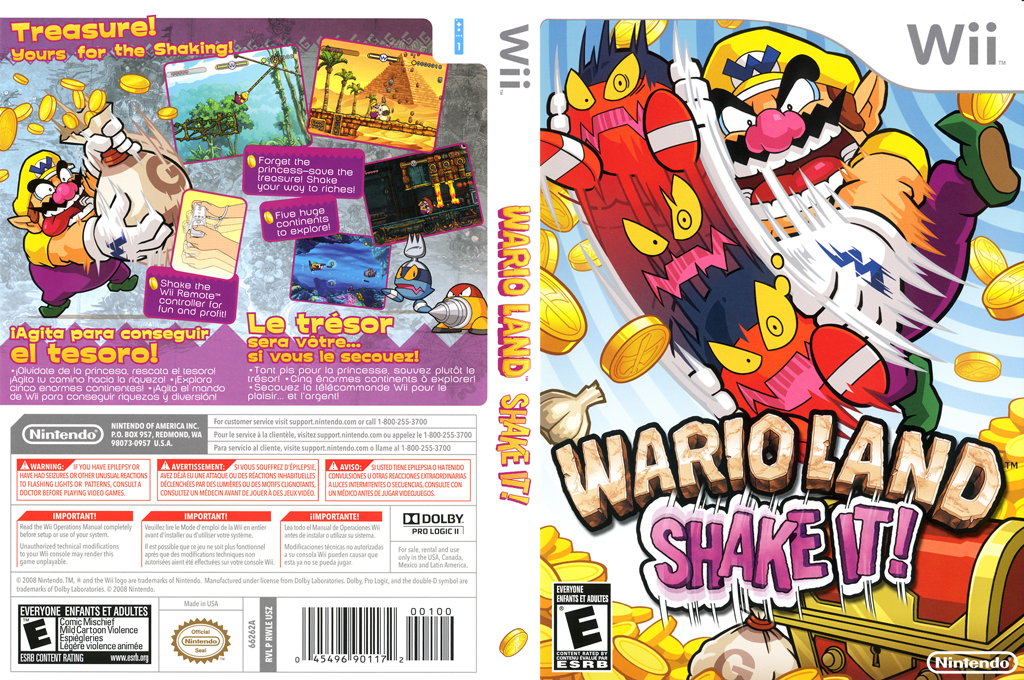 Treasure!
Yours for the Shaking!
Forget the
princess–save the
treasure! Shake
your way to riches!
Five huge
continents
to explore!
Shake the
Wii Remote™
controller for
fun and profit!
¡Agita para conseguir
el tesoro!
• ¡Olvídate de la princesa, rescata el tesoro!
¡Agita tu camino hacia la riqueza! • ¡Explora
cinco enormes continentes! • ¡Agita el mando
de Wii para conseguir riquezas y diversión!
Le trésor
sera vôtre...
si vous le secouez!
• Tant pis pour la princesse, sauvez plutôt le
trésor! • Cinq énormes continents à explorer!
• Secouez la télécommande Wii pour le
plaisir... et l'argent!
Nintendo®
NINTENDO OF AMERICA INC.
P.O. BOX 957, REDMOND, WA
98073-0957 U.S.A.
For customer service visit support.nintendo.com or call 1-800-255-3700
Pour le service à la clientèle, visitez support.nintendo.com ou appelez le 1-800-255-3700
Para servicio al cliente, visita support.nintendo.com o llame al 1-800-255-3700
WARNING: IF YOU HAVE EPILEPSY OR
HAVE HAD SEIZURES OR OTHER UNUSUAL REACTIONS
TO FLASHING LIGHTS OR PATTERNS, CONSULT A
DOCTOR BEFORE PLAYING VIDEO GAMES.
AVERTISSEMENT: SI VOUS SOUFFREZ D'ÉPILEPSIE,
AVEZ DÉJÀ EU UNE ATTAQUE OU DES RÉACTIONS INHABITUELLES
DÉCLENCHÉES PAR DES LUMIÈRES OU DES MOTIFS CLIGNOTANTS,
CONSULTEZ UN MÉDECIN AVANT DE JOUER À DES JEUX VIDÉO.
AVISO: SI USTED TIENE EPILEPSIA O HA TENIDO
CONVULSIONES U OTRAS REACCIONES EXTRAORDINARIAS
A LUCES INTERMITENTES O SECUENCIAS, CONSULTE CON
UN MÉDICO ANTES DE JUGAR VIDEOJUEGOS.
IMPORTANT!
Read the Wii Operations Manual completely
before setup or use of your system.
Unauthorized technical modifications
to your Wii console may render this
game unplayable.
IMPORTANT!
Veuillez lire le Mode d'emploi de la Wii en entier
avant d'installer ou d'utiliser votre système.
Il est possible que ce jeu ne soit plus fonctionnel
après que des modifications techniques non
autorisées aient été effectuées sur votre console Wii.
¡IMPORTANTE!
Lea todo el Manual de Operaciones Wii
antes de instalar o utilizar su sistema.
Modificaciones técnicas no autorizadas
a su consola Wii pueden causar que
esta ya no se pueda jugar.
DOLBY
PRO LOGIC II
For sale, rental and use
only in the USA, Canada,
Mexico and Latin America.
© 2008 Nintendo. TM, ® and the Wii logo are trademarks of Nintendo. Manufactured under license from Dolby Laboratories. Dolby, Pro Logic, and the double-D symbol are
trademarks of Dolby Laboratories. © 2008 Nintendo.
EVERYONE ENFANTS ET ADULTES
E
Comic Mischief
Mild Cartoon Violence
Espiègleries
Légère violence animée
ESRB CONTENT RATING www.esrb.org
Made in USA
Official
Nintendo
Seal
66262A
RVL P RWLE USZ
00100
0 45496 90117 2
1
Wii™
WARIO LAND™ SHAKE IT!
Wii™
W
G
WARIO LAND™
SHAKE IT!
EVERYONE
ENFANTS ET ADULTES
E
CONTENT RATED BY
CONTENU ÉVALUÉ PAR
ESRB
G
Nintendo®